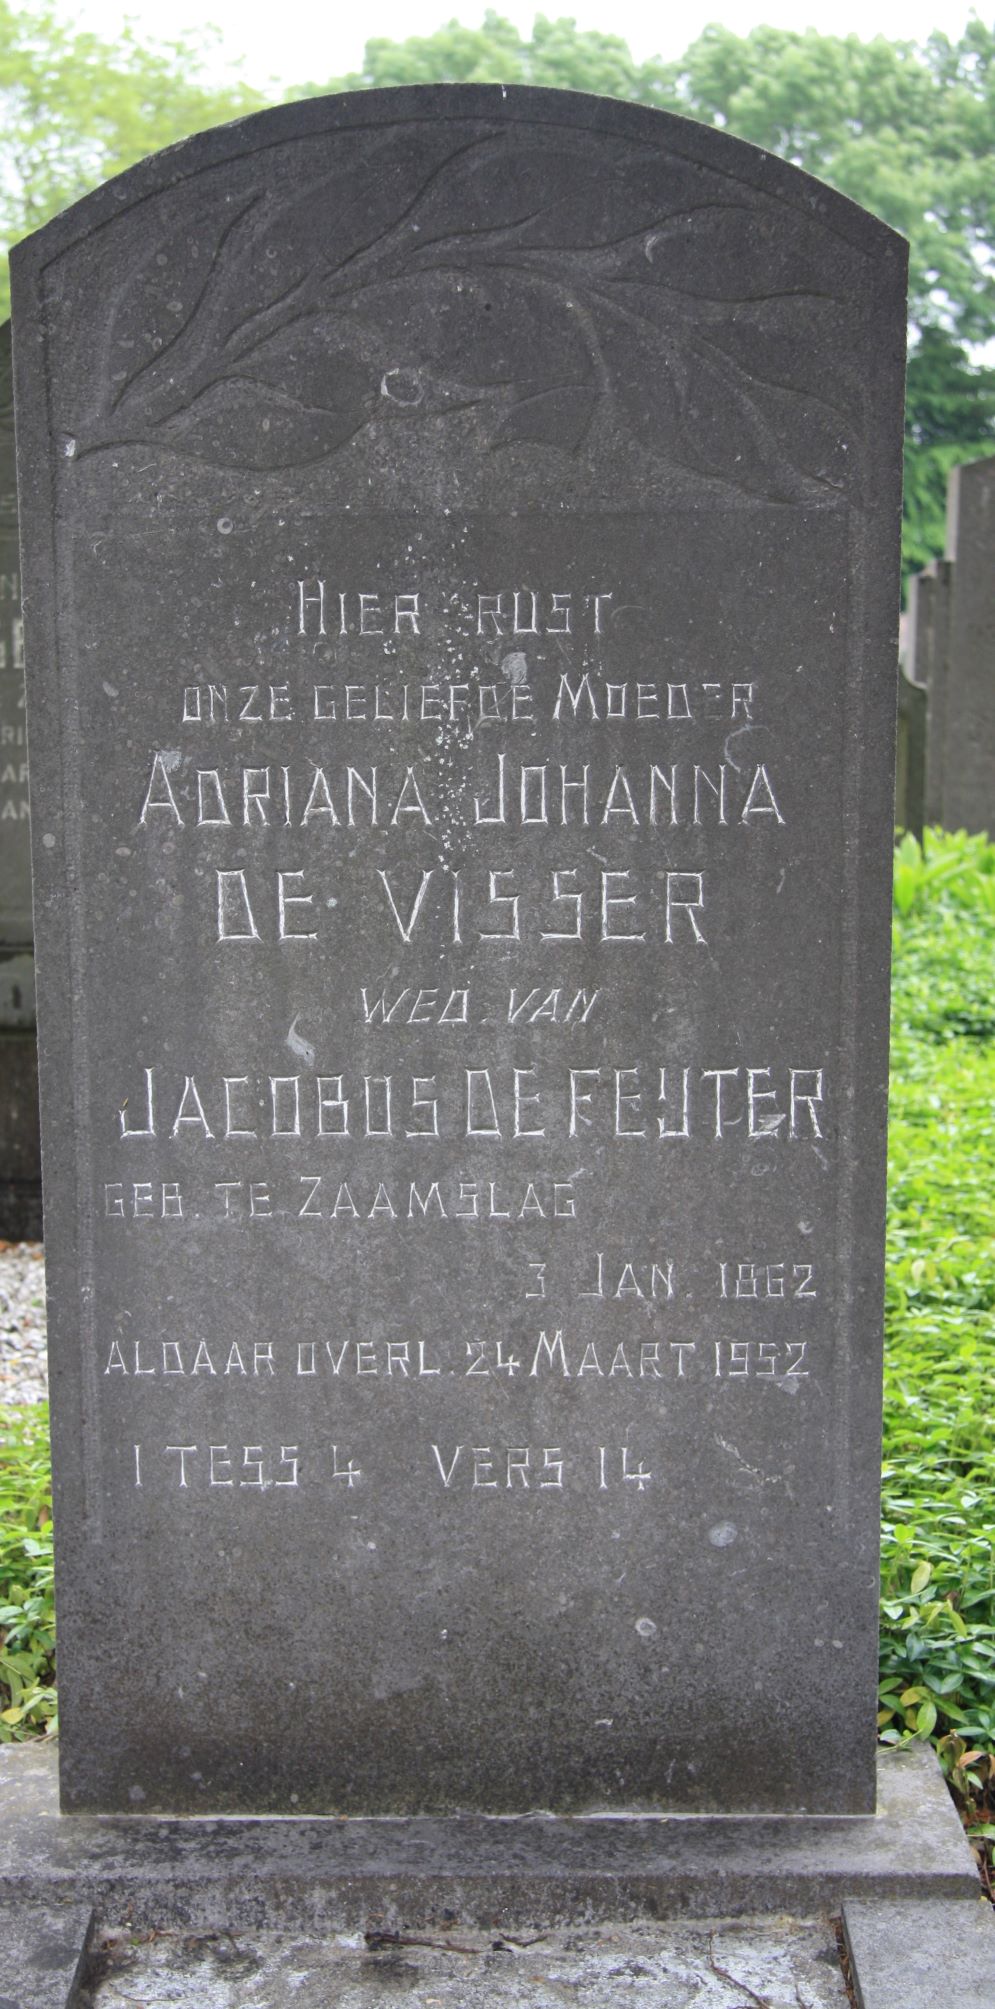 HIER RUST
ONZE GELIEFDE MOEDER
ADRIANA JOHANNA
DE VISSER
WED. VAN
JACOBUS DE FEIJTER
GEB. TE ZAAMSLAG
3 JAN. 1862
ALDAAR OVERL. 24 MAART 1952
I TESS 4 VERS 14